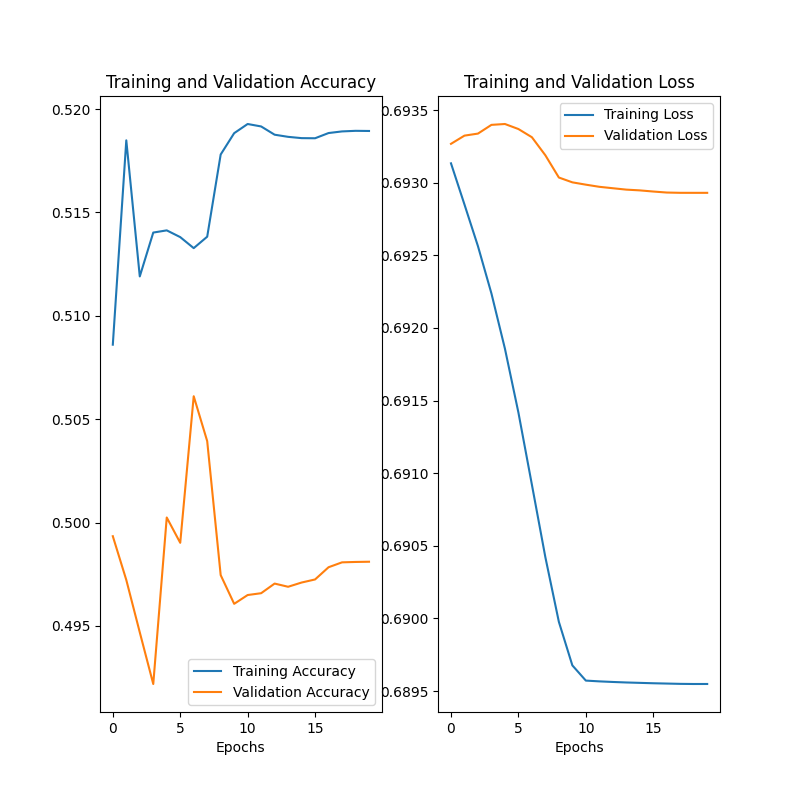 Training and Validation Accuracy
0.520
0.515
0.510
0.505
0.500
0.495
Training Accuracy
Validation Accuracy
0 5 10 15
Epochs
Training and Validation Loss
0.6935
0.6930
0.6925
0.6920
0.6915
0.6910
0.6905
0.6900
0.6895
Training Loss
Validation Loss
0 5 10 15
Epochs